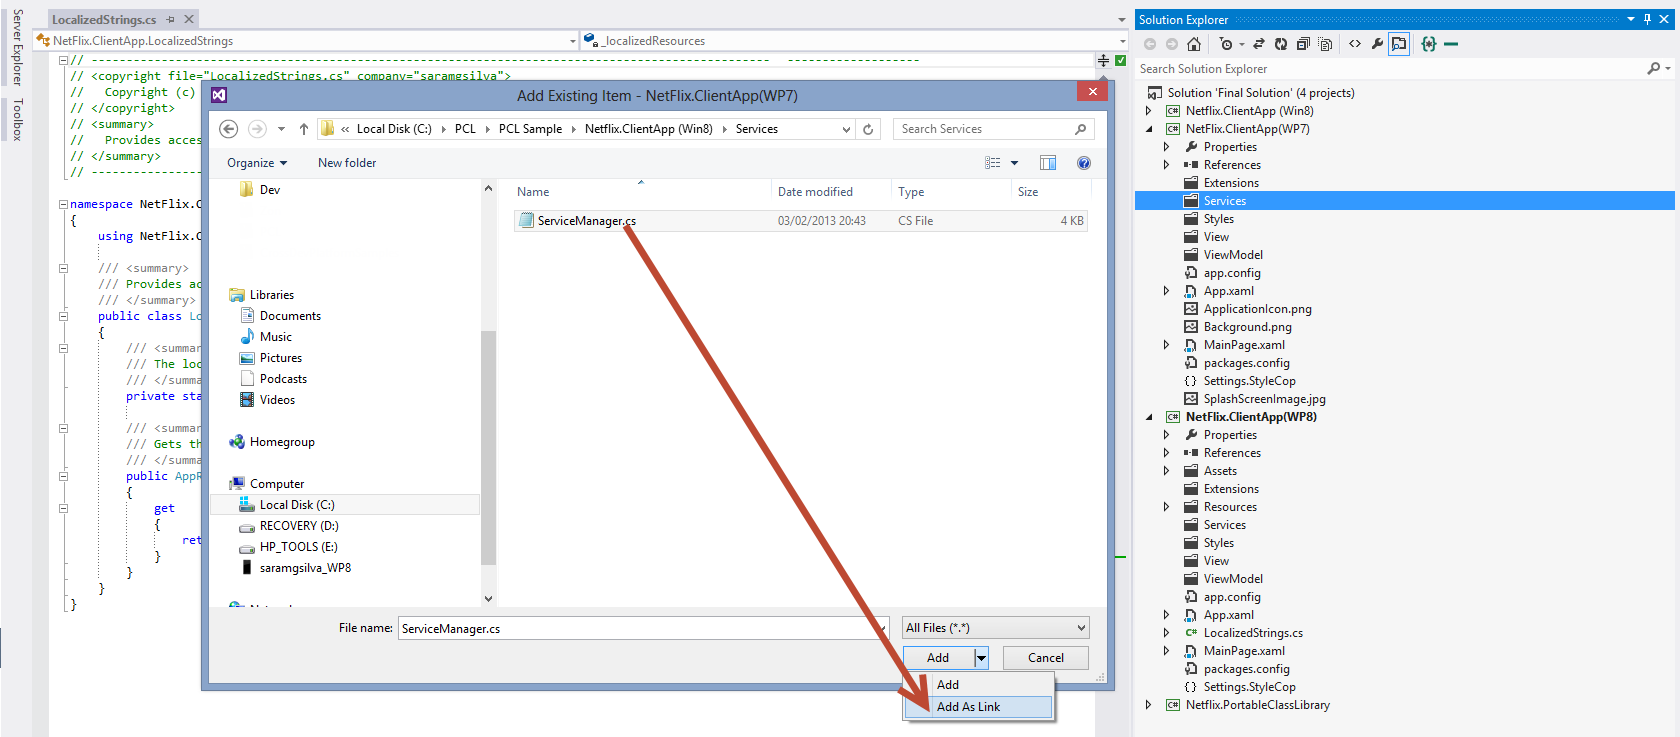 Server Explorer
Toolbox
LocalizedStrings.cs
NetFlix.ClientApp.LocalizedStrings
_localizedResources
// -------------------------------------------------------------------------------- -------------------
// <copyright file="LocalizedStrings.cs" company="saramgsilva">
// Copyright (c)
// </copyright>
// <summary>
// Provides acces
// </summary>
// ----------------
namespace NetFlix.C
{
using NetFlix.C
/// <summary>
/// Provides ac
/// </summary>
public class Lo
{
/// <summar
/// The loc
/// </summa
private sta
/// <summar
/// Gets th
/// </summa
public AppR
{
get
{
ret
}
}
}
}
Add Existing Item - NetFlix.ClientApp(WP7)
« Local Disk (C:) PCL PCL Sample Netflix.ClientApp (Win8) Services
Search Services
Organize New folder
Dev
Libraries
Documents
Music
Pictures
Podcasts
Videos
Homegroup
Computer
Local Disk (C:)
RECOVERY (D:)
HP_TOOLS (E:)
saramgsilva_WP8
Name Date modified Type Size
ServiceManager.cs 03/02/2013 20:43 CS File 4 KB
File name: ServiceManager.cs
All Files (*.*)
Add Cancel
Add
Add As Link
Solution Explorer
Search Solution Explorer
Solution 'Final Solution' (4 projects)
Netflix.ClientApp (Win8)
NetFlix.ClientApp(WP7)
Properties
References
Extensions
Services
Styles
View
ViewModel
app.config
App.xaml
ApplicationIcon.png
Background.png
MainPage.xaml
packages.config
Settings.StyleCop
SplashScreenImage.jpg
NetFlix.ClientApp(WP8)
Properties
References
Assets
Extensions
Resources
Services
Styles
View
ViewModel
app.config
App.xaml
LocalizedStrings.cs
MainPage.xaml
packages.config
Settings.StyleCop
Netflix.PortableClassLibrary